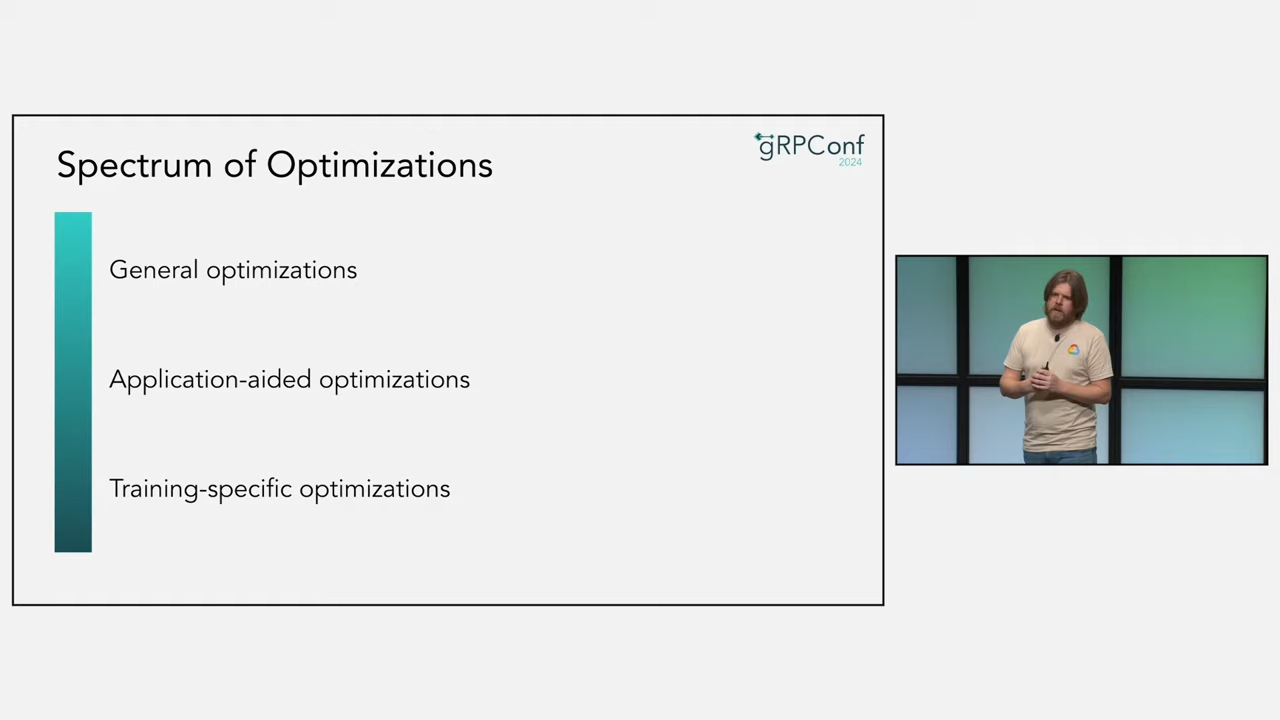 Spectrum of Optimizations
gRPConf
2024
General optimizations
Application-aided optimizations
Training-specific optimizations